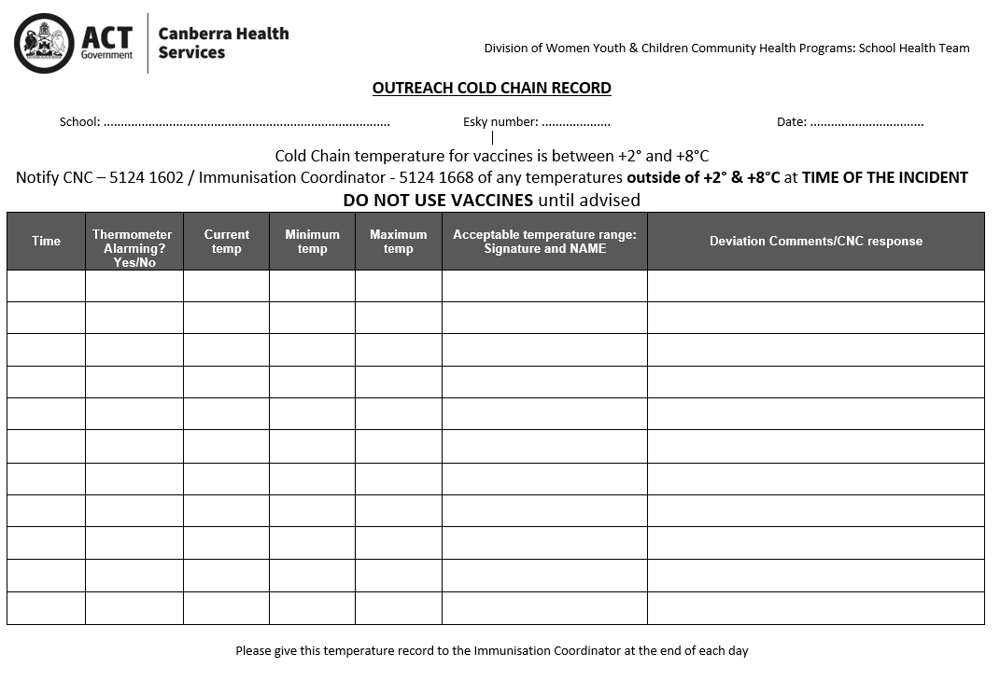 ACT
Government
Canberra Health
Services
Division of Women Youth & Children Community Health Programs: School Health Team
OUTREACH COLD CHAIN RECORD
School: ................................................................................... Esky number: .................... Date: .................................
Cold Chain temperature for vaccines is between +2° and +8°C
Notify CNC – 5124 1602 / Immunisation Coordinator - 5124 1668 of any temperatures outside of +2° & +8°C at TIME OF THE INCIDENT
DO NOT USE VACCINES until advised
Time
Thermometer
Alarming?
Yes/No
Current
temp
Minimum
temp
Maximum
temp
Acceptable temperature range:
Signature and NAME
Deviation Comments/CNC response
Please give this temperature record to the Immunisation Coordinator at the end of each day